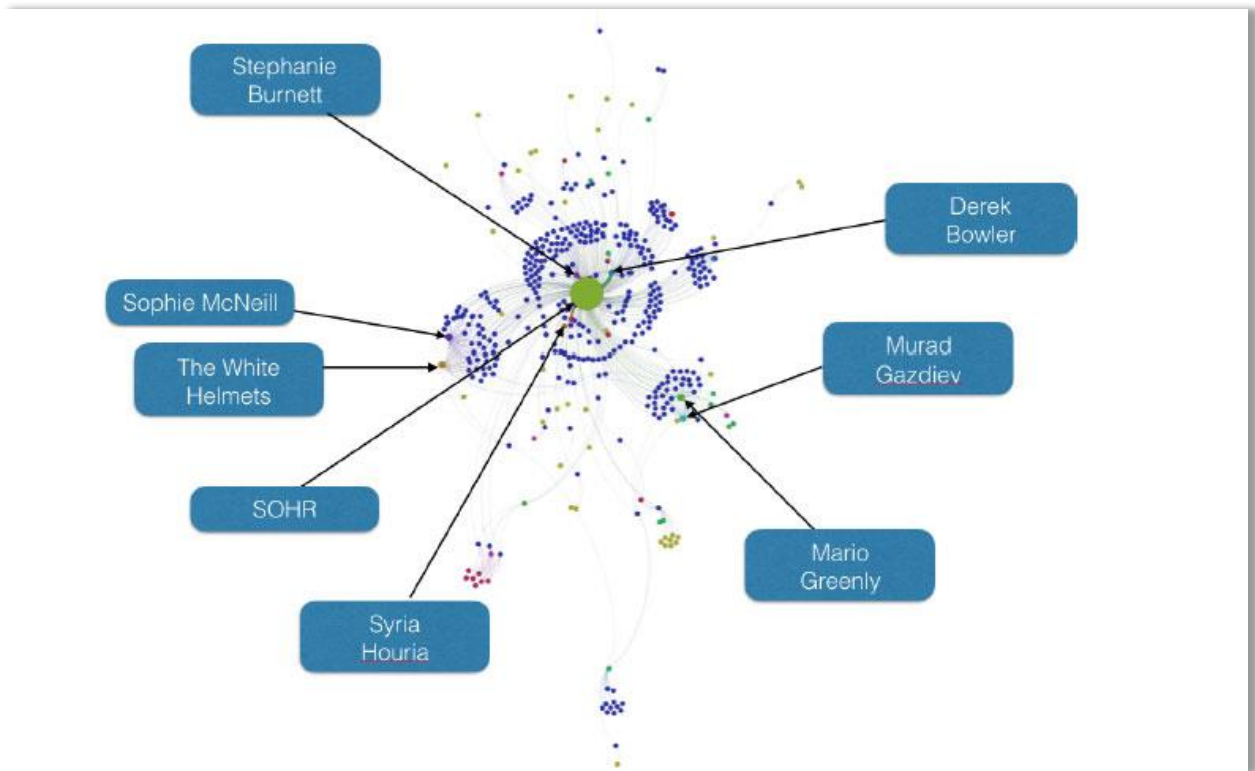 Stephanie
Burnett
Derek
Bowler
Sophie McNeill
The White
Helmets
Murad
Gazdiev
SOHR
Mario
Greenly
Syria
Houria